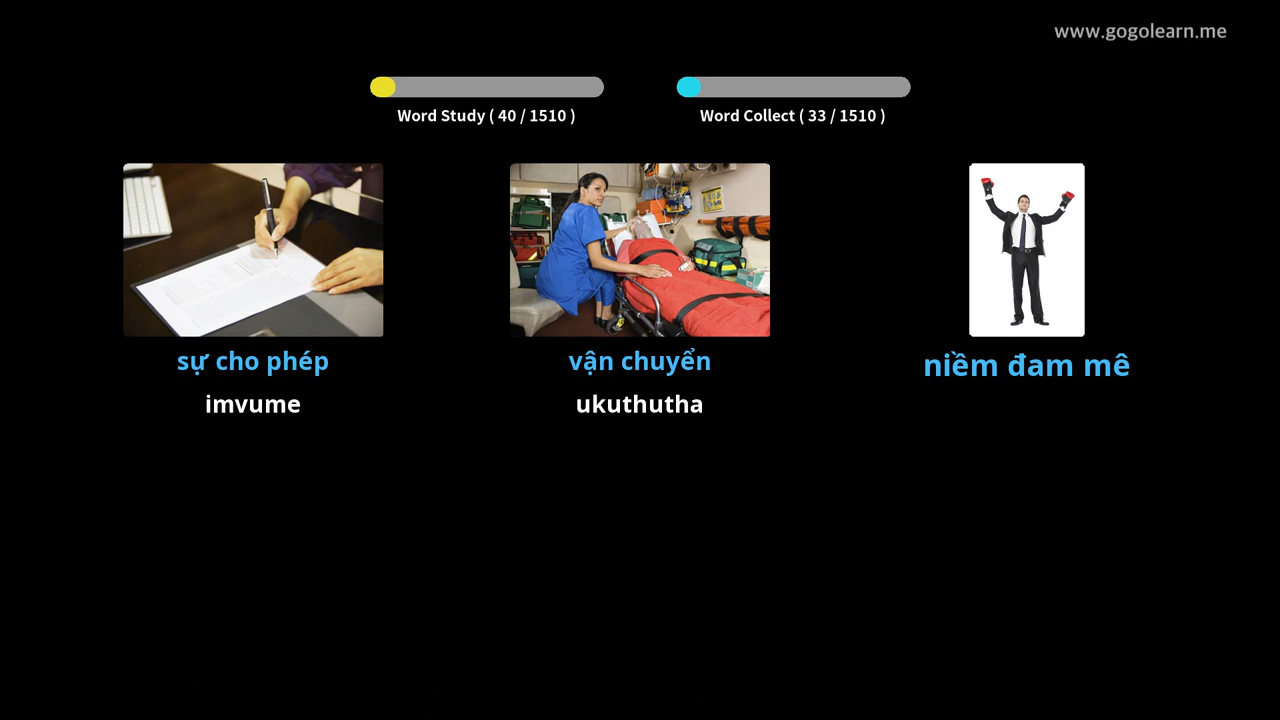 www.gogolearn.me
Word Study ( 40 / 1510 )
Word Collect ( 33 / 1510 )
sự cho phép
imvume
vận chuyển
ukuthutha
niềm đam mê